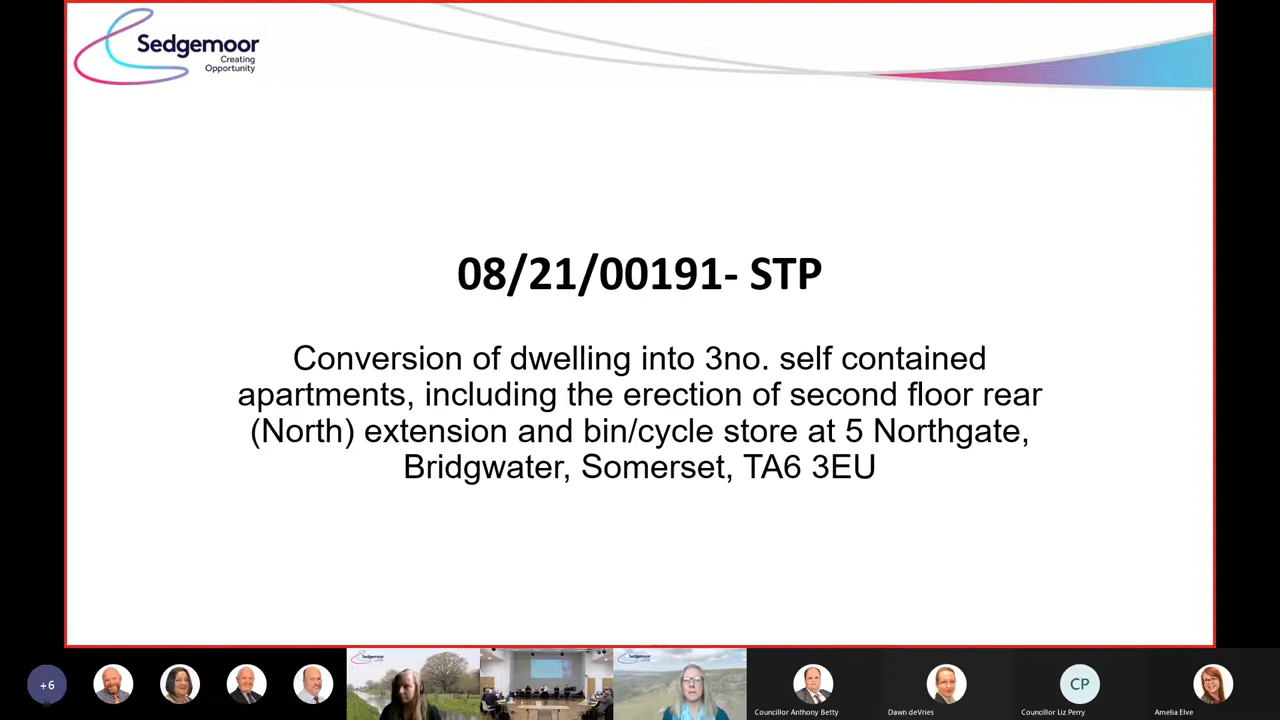 Sedgemoor
Creating
Opportunity
08/21/00191- STP
Conversion of dwelling into 3no. self contained
apartments, including the erection of second floor rear
(North) extension and bin/cycle store at 5 Northgate,
Bridgwater, Somerset, TA6 3EU
+6
Sedgemoor
Sedgemoor
CP
Councillor Anthony Betty
Dawn deVries
Councillor Liz Perry
Amelia Elve